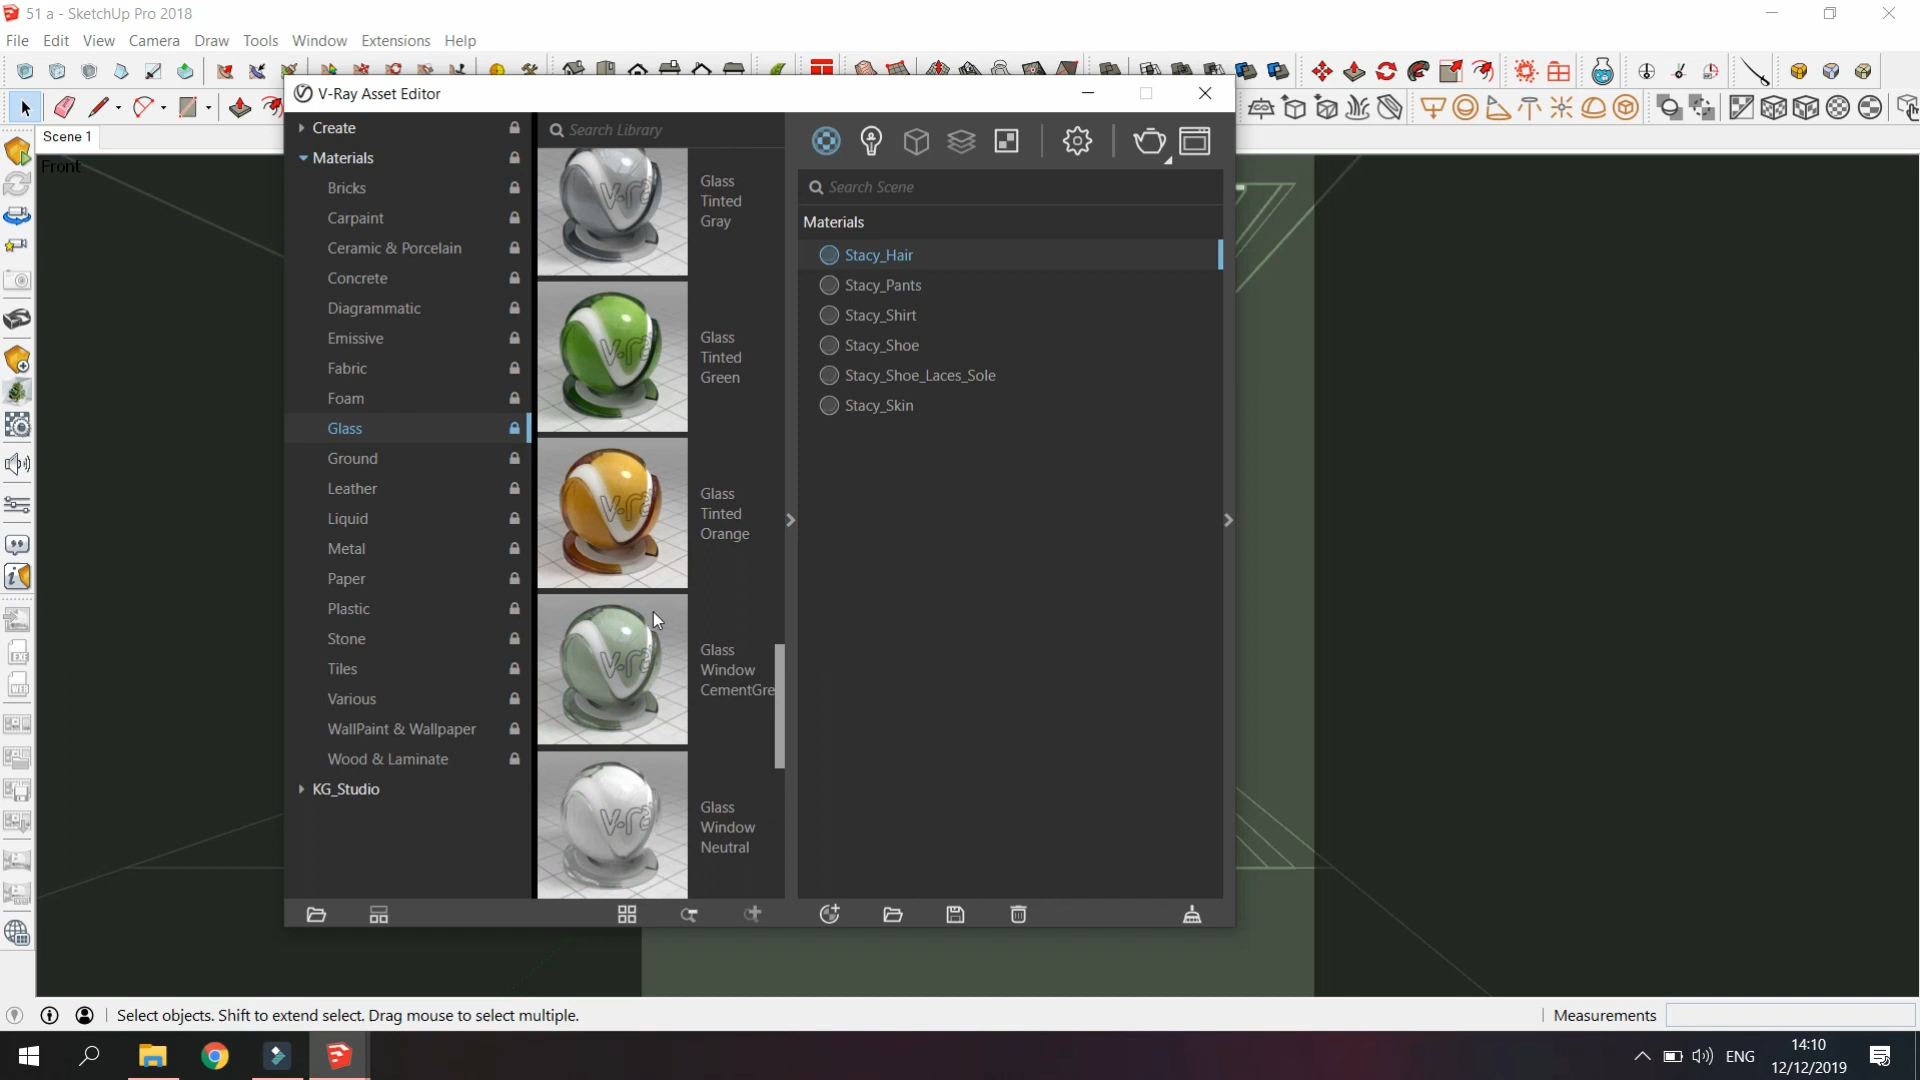 51 a - SketchUp Pro 2018
File Edit View Camera Draw Tools Window Extensions Help
V-Ray Asset Editor
Scene 1
Front
Create
Materials
Bricks
Carpaint
Ceramic & Porcelain
Concrete
Diagrammatic
Emissive
Fabric
Foam
Glass
Ground
Leather
Liquid
Metal
Paper
Plastic
Stone
Tiles
Various
WallPaint & Wallpaper
Wood & Laminate
KG_Studio
Search Library
Glass
Tinted
Gray
Glass
Tinted
Green
Glass
Tinted
Orange
Glass
Window
CementGre
Glass
Window
Neutral
Search Scene
Materials
Stacy_Hair
Stacy_Pants
Stacy_Shirt
Stacy_Shoe
Stacy_Shoe_Laces_Sole
Stacy_Skin
Select objects. Shift to extend select. Drag mouse to select multiple.
Measurements
ENG
14:10
12/12/2019